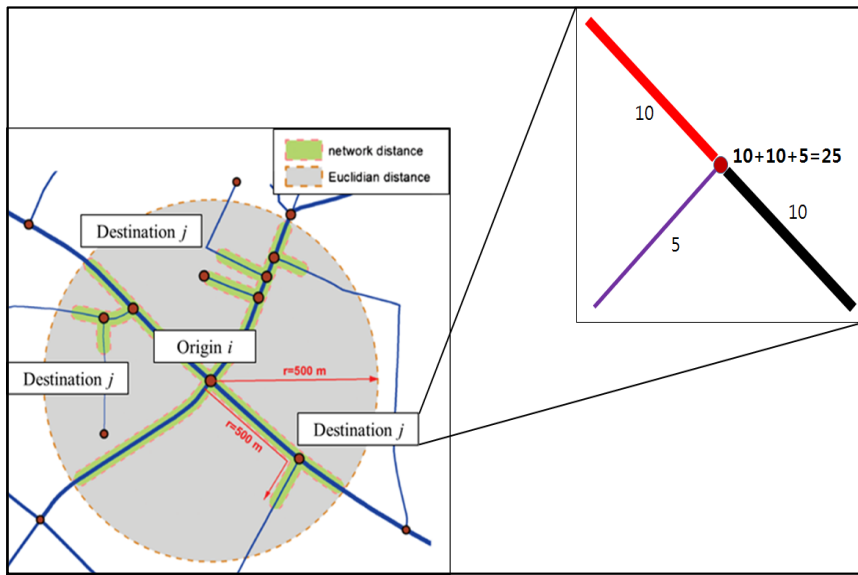 10
10+10+5=25
10
5
network distance
Euclidian distance
Destination j
Origin i
r=500 m
Destination j
Destination j
r=500 m